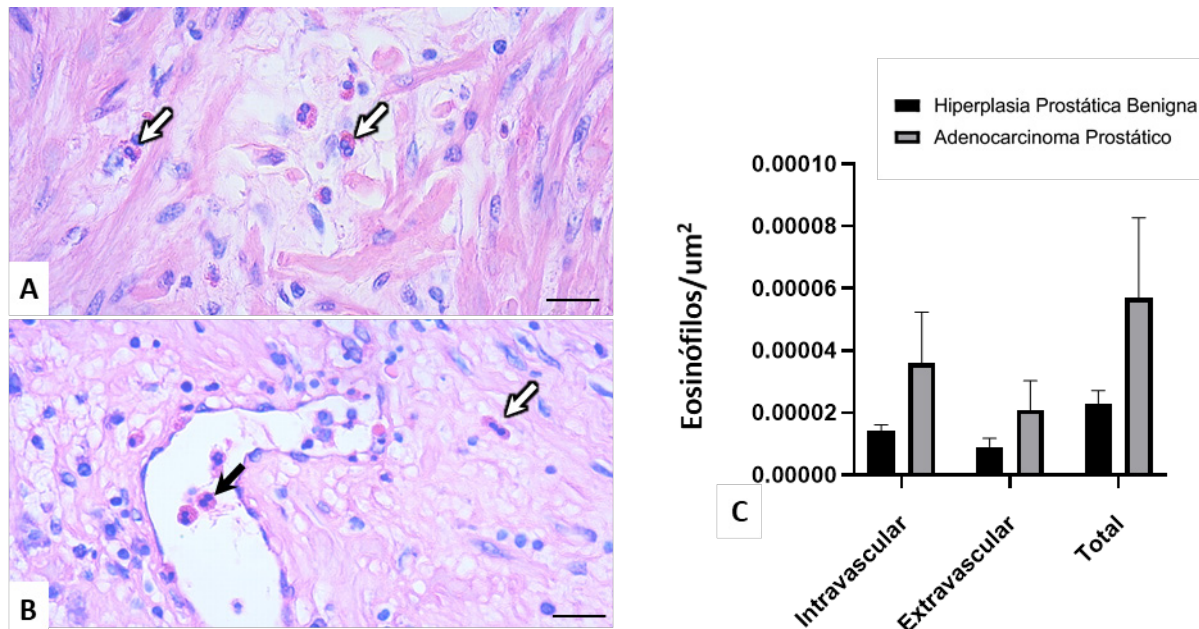 A
B
Hiperplasia Prostática Benigna
Adenocarcinoma Prostático
Eosinófilos/um²
0.00010
0.00008
0.00006
0.00004
0.00002
0.00000
C
Intravascular
Extravascular
Total